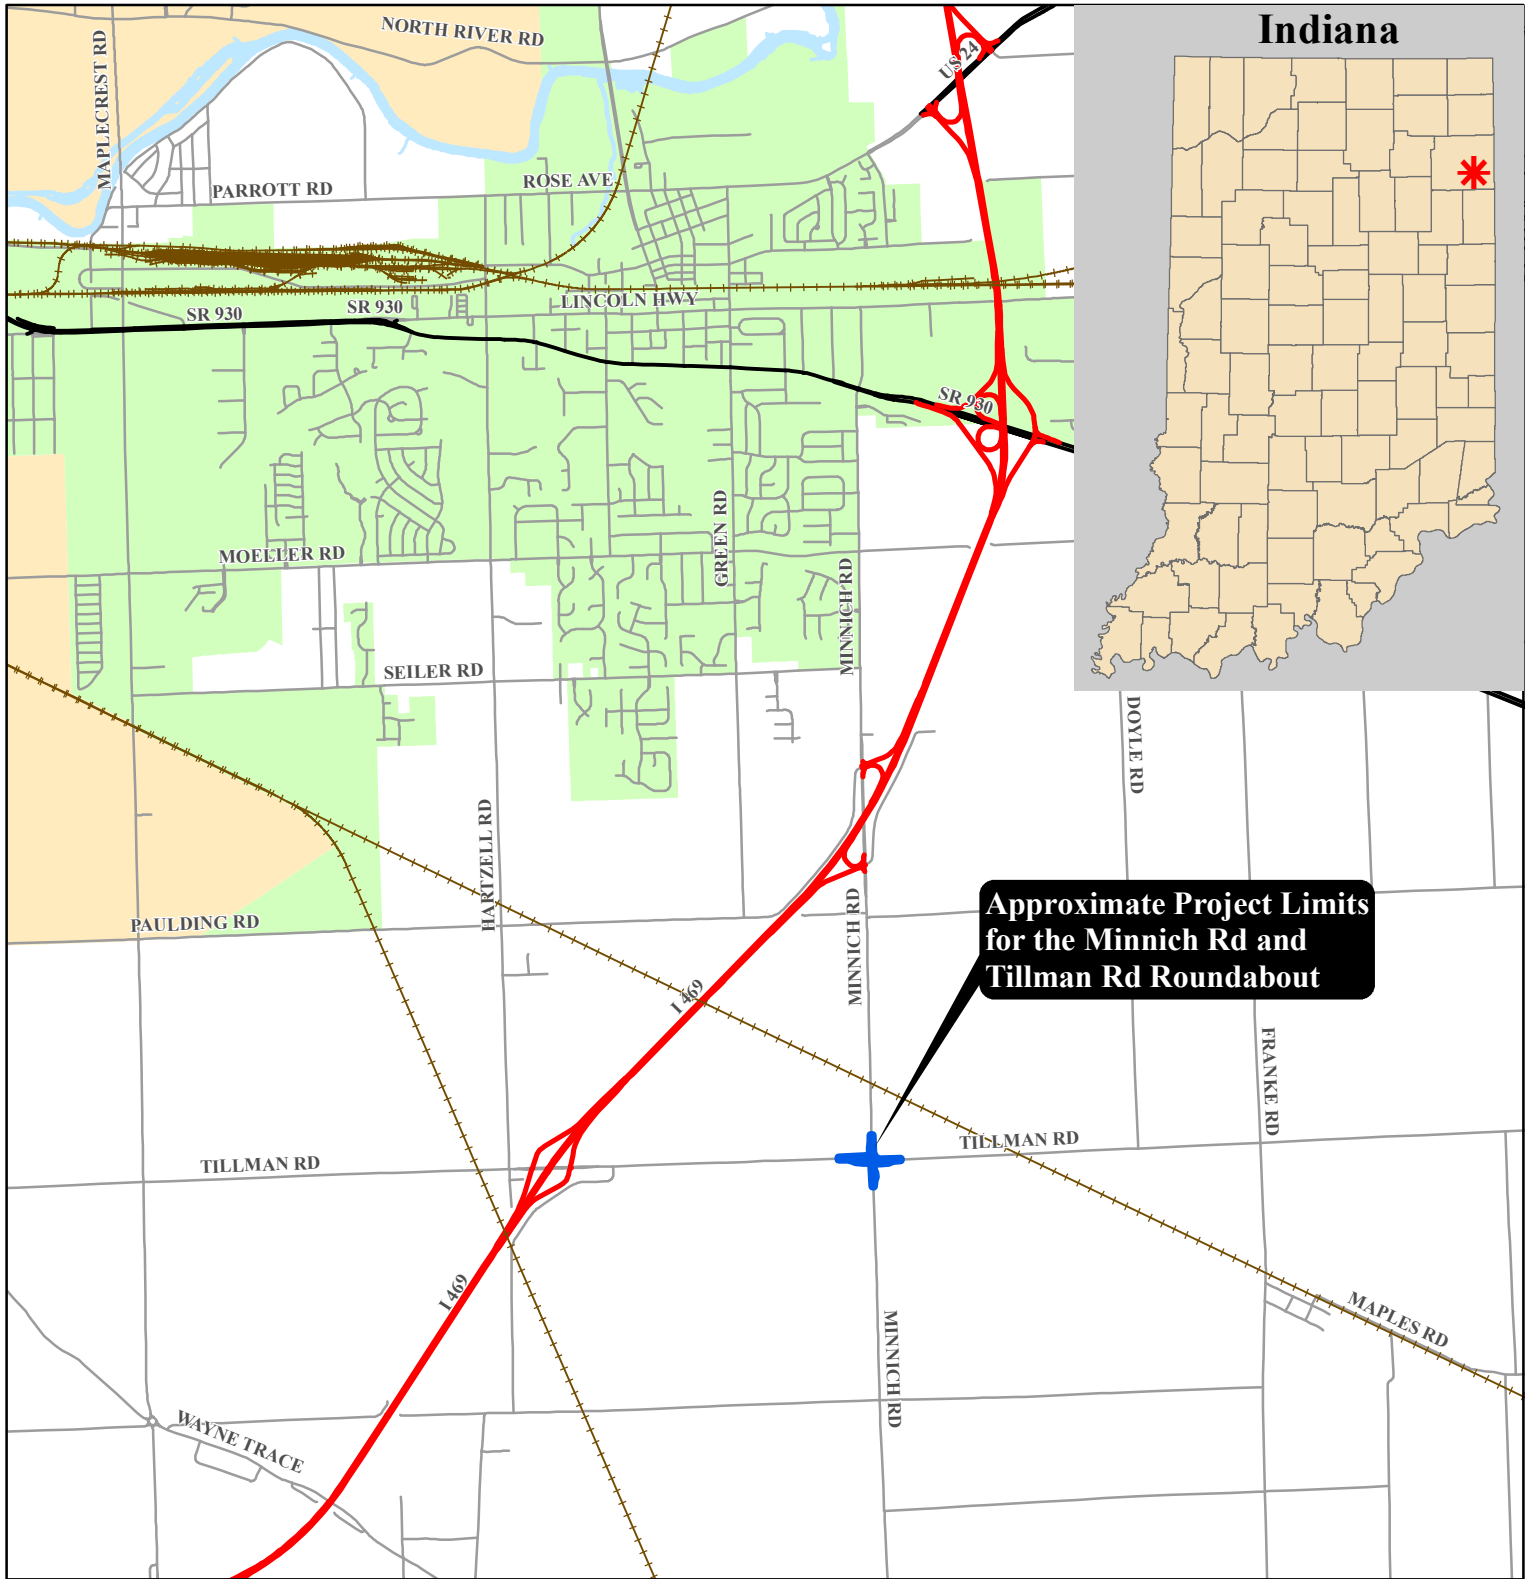 NORTH RIVER RD
MAPLECREST RD
US 24
Indiana
PARROTT RD
ROSE AVE
SR 930
SR 930
LINCOLN HWY
SR 930
MOELLER RD
GREEN RD
MINNICH RD
SEILER RD
DOYLE RD
HARTZELL RD
PAULDING RD
MINNICH RD
Approximate Project Limits
for the Minnich Rd and
Tillman Rd Roundabout
I 469
FRANKE RD
TILLMAN RD
TILLMAN RD
I 469
MAPLES RD
MINNICH RD
WAYNE TRACE